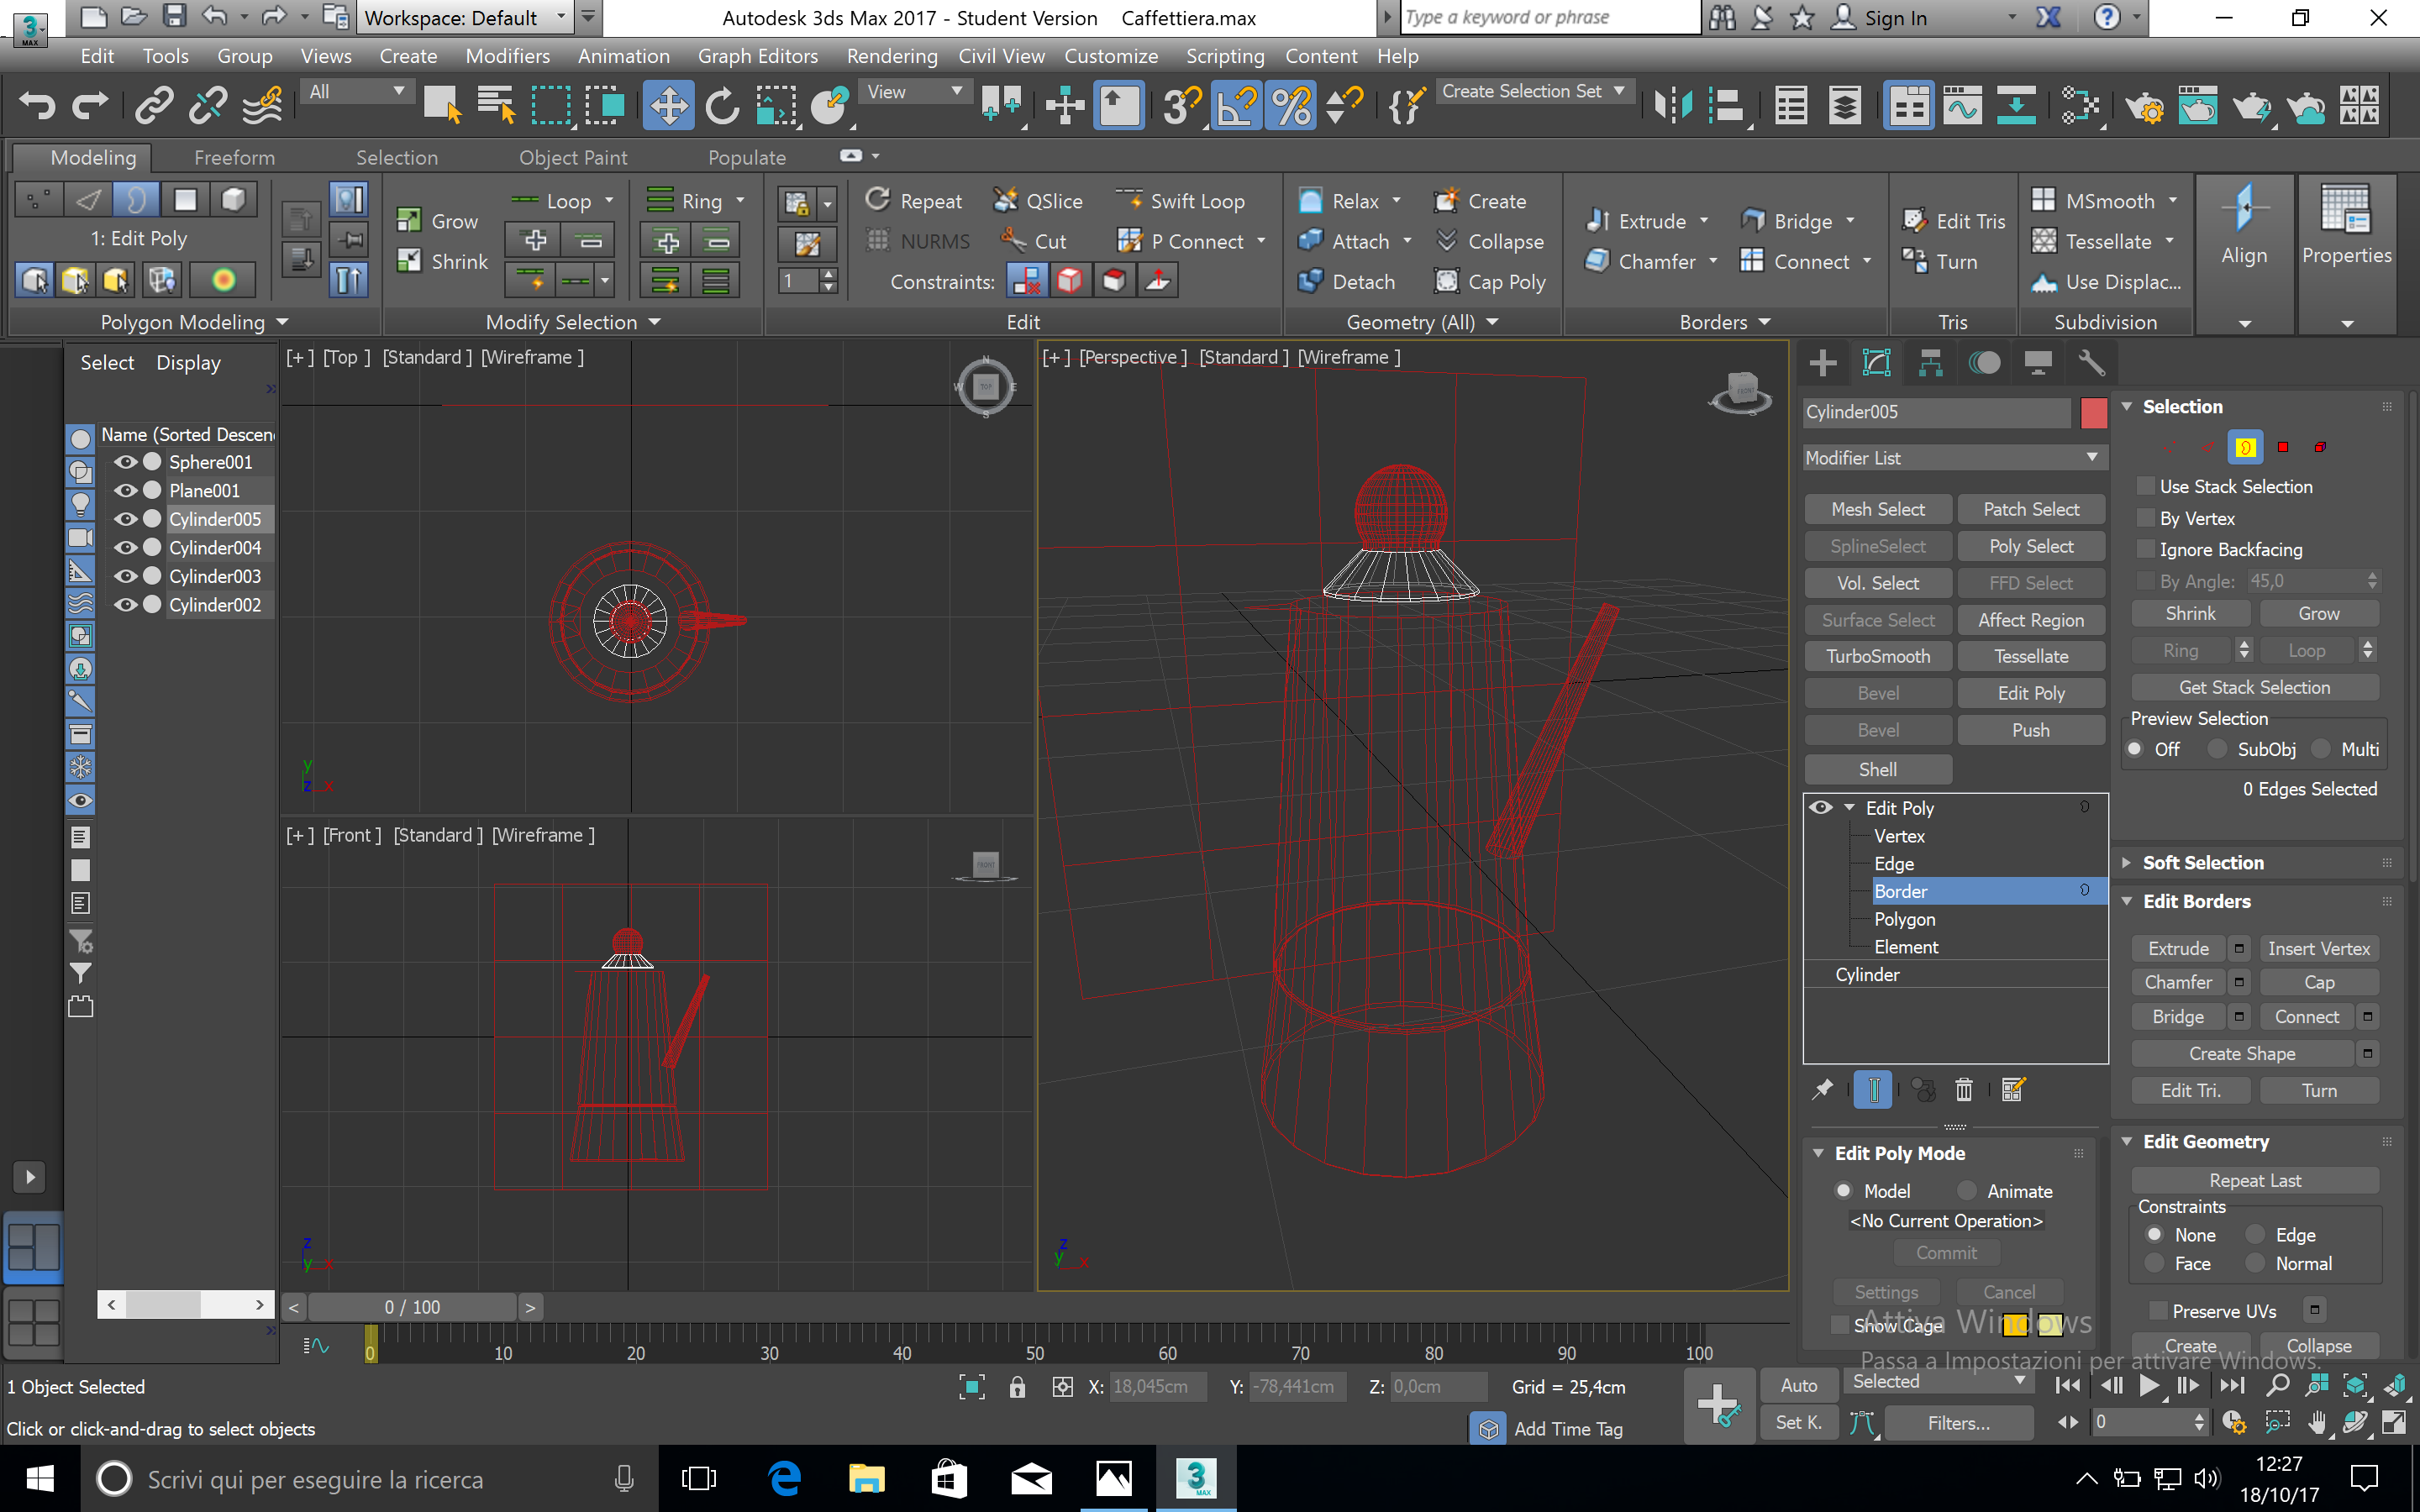 Workspace: Default
Autodesk 3ds Max 2017 - Student Version    Caffettiera.max
Type a keyword or phrase
Sign In
3
MAX
Edit Tools Group Views Create Modifiers Animation Graph Editors Rendering Civil View Customize Scripting Content Help
All
View
Create Selection Set
Modeling Freeform Selection Object Paint Populate
1: Edit Poly
Polygon Modeling
Grow
Shrink
Loop
Ring
Modify Selection
1
Repeat QSlice Swift Loop
NURMS Cut P Connect
Constraints:
Edit
Relax Create
Attach Collapse
Detach Cap Poly
Geometry (All)
Extrude Bridge
Chamfer Connect
Borders
Edit Tris
Turn
Tris
MSmooth
Tessellate
Use Displac...
Subdivision
Align
Properties
Select Display
Name (Sorted Descen
Sphere001
Plane001
Cylinder005
Cylinder004
Cylinder003
Cylinder002
[+] [Top ] [Standard ] [Wireframe ]
N
W TOP E
S
y
z x
[+] [Front ] [Standard ] [Wireframe ]
FRONT
z
y x
[+] [Perspective ] [Standard ] [Wireframe ]
FRONT
z
y x
Cylinder005
Modifier List
Mesh Select Patch Select
SplineSelect Poly Select
Vol. Select FFD Select
Surface Select Affect Region
TurboSmooth Tessellate
Bevel Edit Poly
Bevel Push
Shell
Edit Poly
Vertex
Edge
Border
Polygon
Element
Cylinder
Edit Poly Mode
Model Animate
<No Current Operation>
Commit
Settings Cancel
Show Cage
Selection
Use Stack Selection
By Vertex
Ignore Backfacing
By Angle: 45,0
Shrink Grow
Ring Loop
Get Stack Selection
Preview Selection
Off SubObj Multi
0 Edges Selected
Soft Selection
Edit Borders
Extrude Insert Vertex
Chamfer Cap
Bridge Connect
Create Shape
Edit Tri. Turn
Edit Geometry
Repeat Last
Constraints
None Edge
Face Normal
Preserve UVs
Create Collapse
Attiva Windows
Passa a Impostazioni per attivare Windows.
< 0 / 100 >
0 10 20 30 40 50 60 70 80 90 100
1 Object Selected
X: 18,045cm Y: -78,441cm Z: 0,0cm Grid = 25,4cm
Auto Selected
Click or click-and-drag to select objects
Add Time Tag
Set K. Filters...
0
Scrivi qui per eseguire la ricerca
3
MAX
12:27
18/10/17